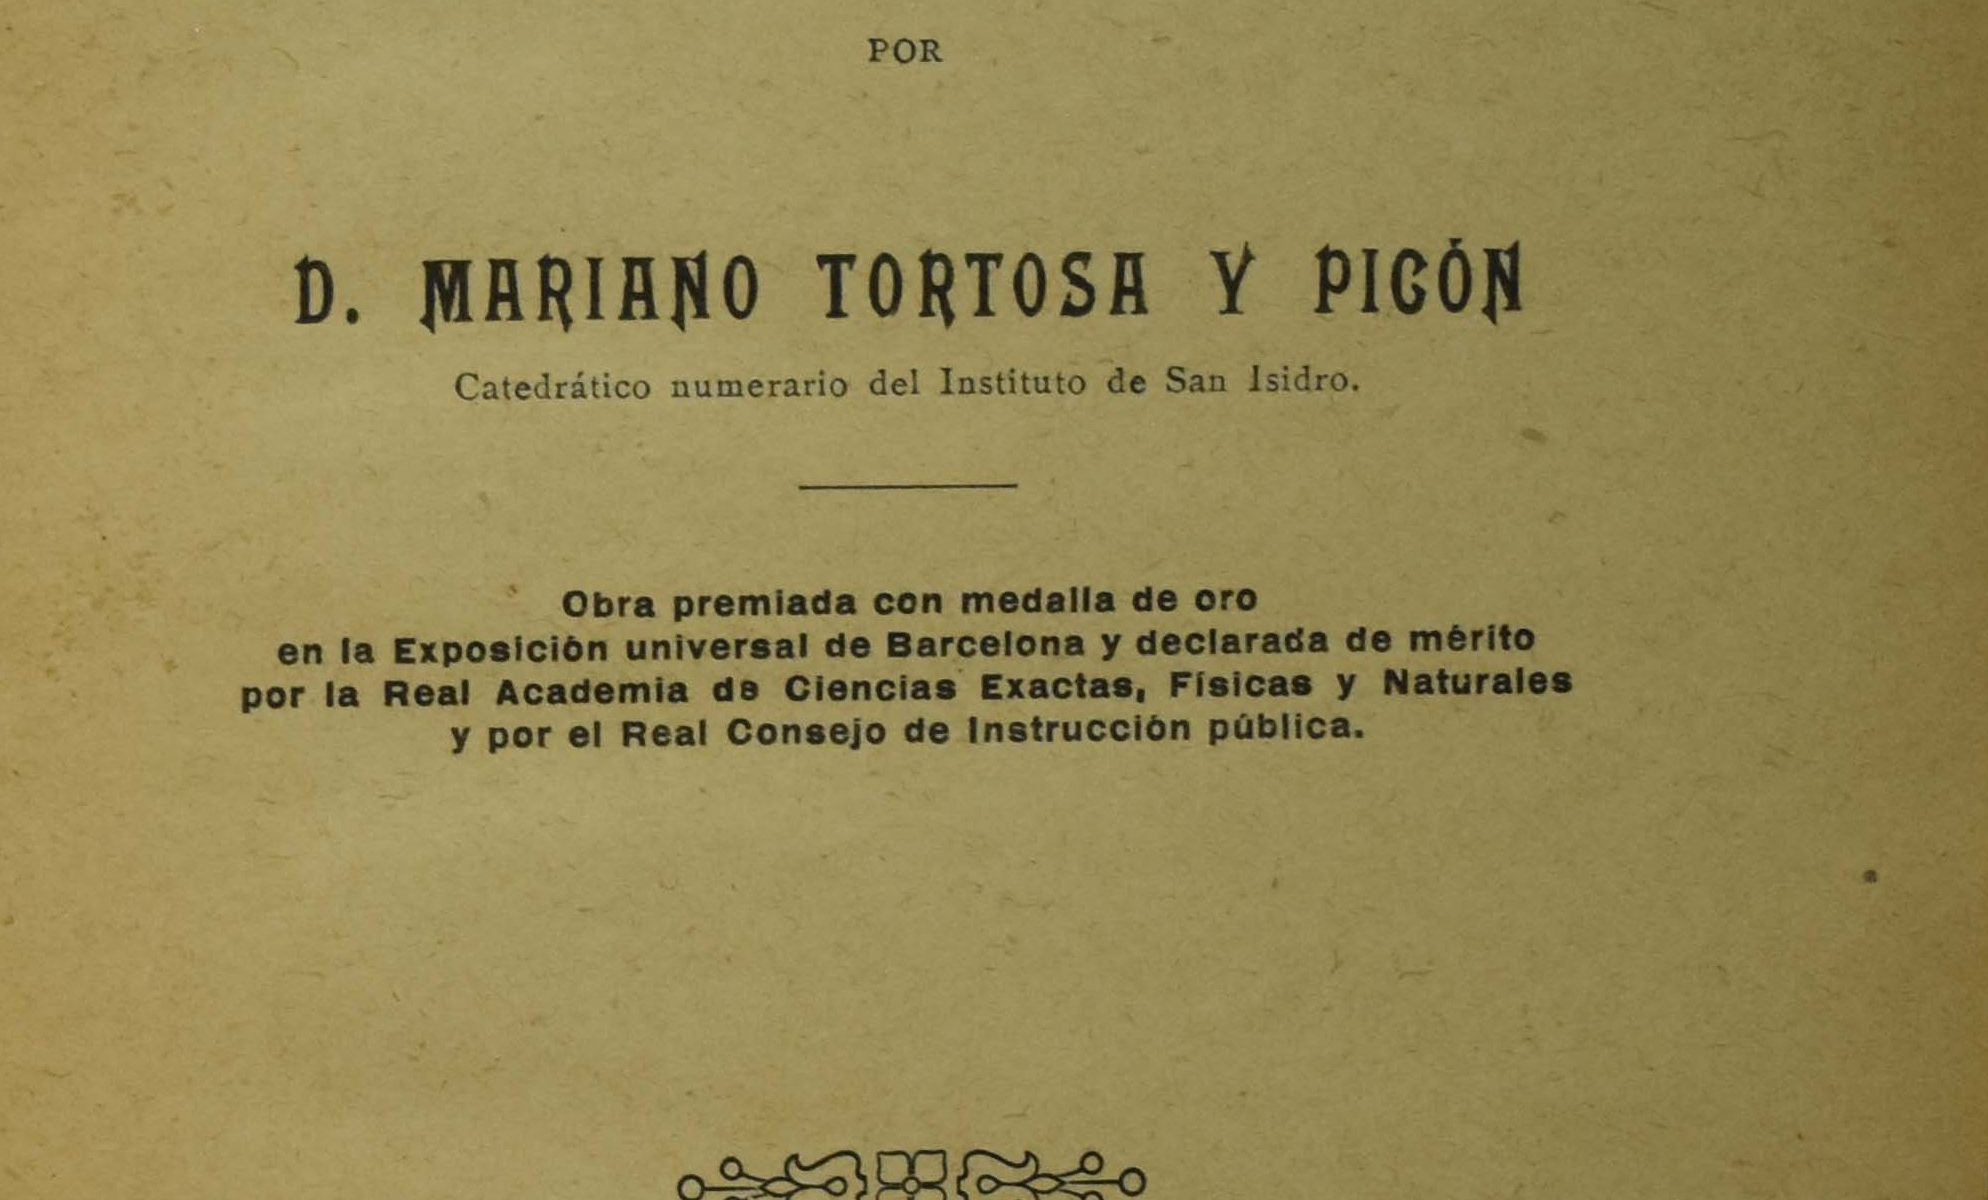 POR
D. MARIANO TORTOSA Y PICÓN
Catedrático numerario del Instituto de San Isidro.
Obra premiada con medalla de oro
en la Exposición universal de Barcelona y declarada de mérito
por la Real Academia de Ciencias Exactas, Físicas y Naturales
y por el Real Consejo de Instrucción pública.